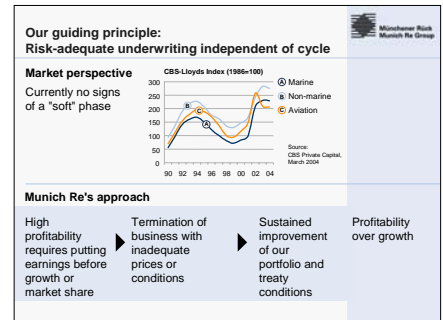 Our guiding principle:
Risk-adequate underwriting independent of cycle
Münchener Rück
Munich Re Group
Market perspective
Currently no signs
of a "soft" phase
CBS-Lloyds Index (1986=100)
300
250
200
150
100
50
0
90 92 94 96 98 00 02 04
B
C
A
A Marine
B Non-marine
C Aviation
Source:
CBS Private Capital,
March 2004
Munich Re's approach
High
profitability
requires putting
earnings before
growth or
market share
Termination of
business with
inadequate
prices or
conditions
Sustained
improvement
of our
portfolio and
treaty
conditions
Profitability
over growth